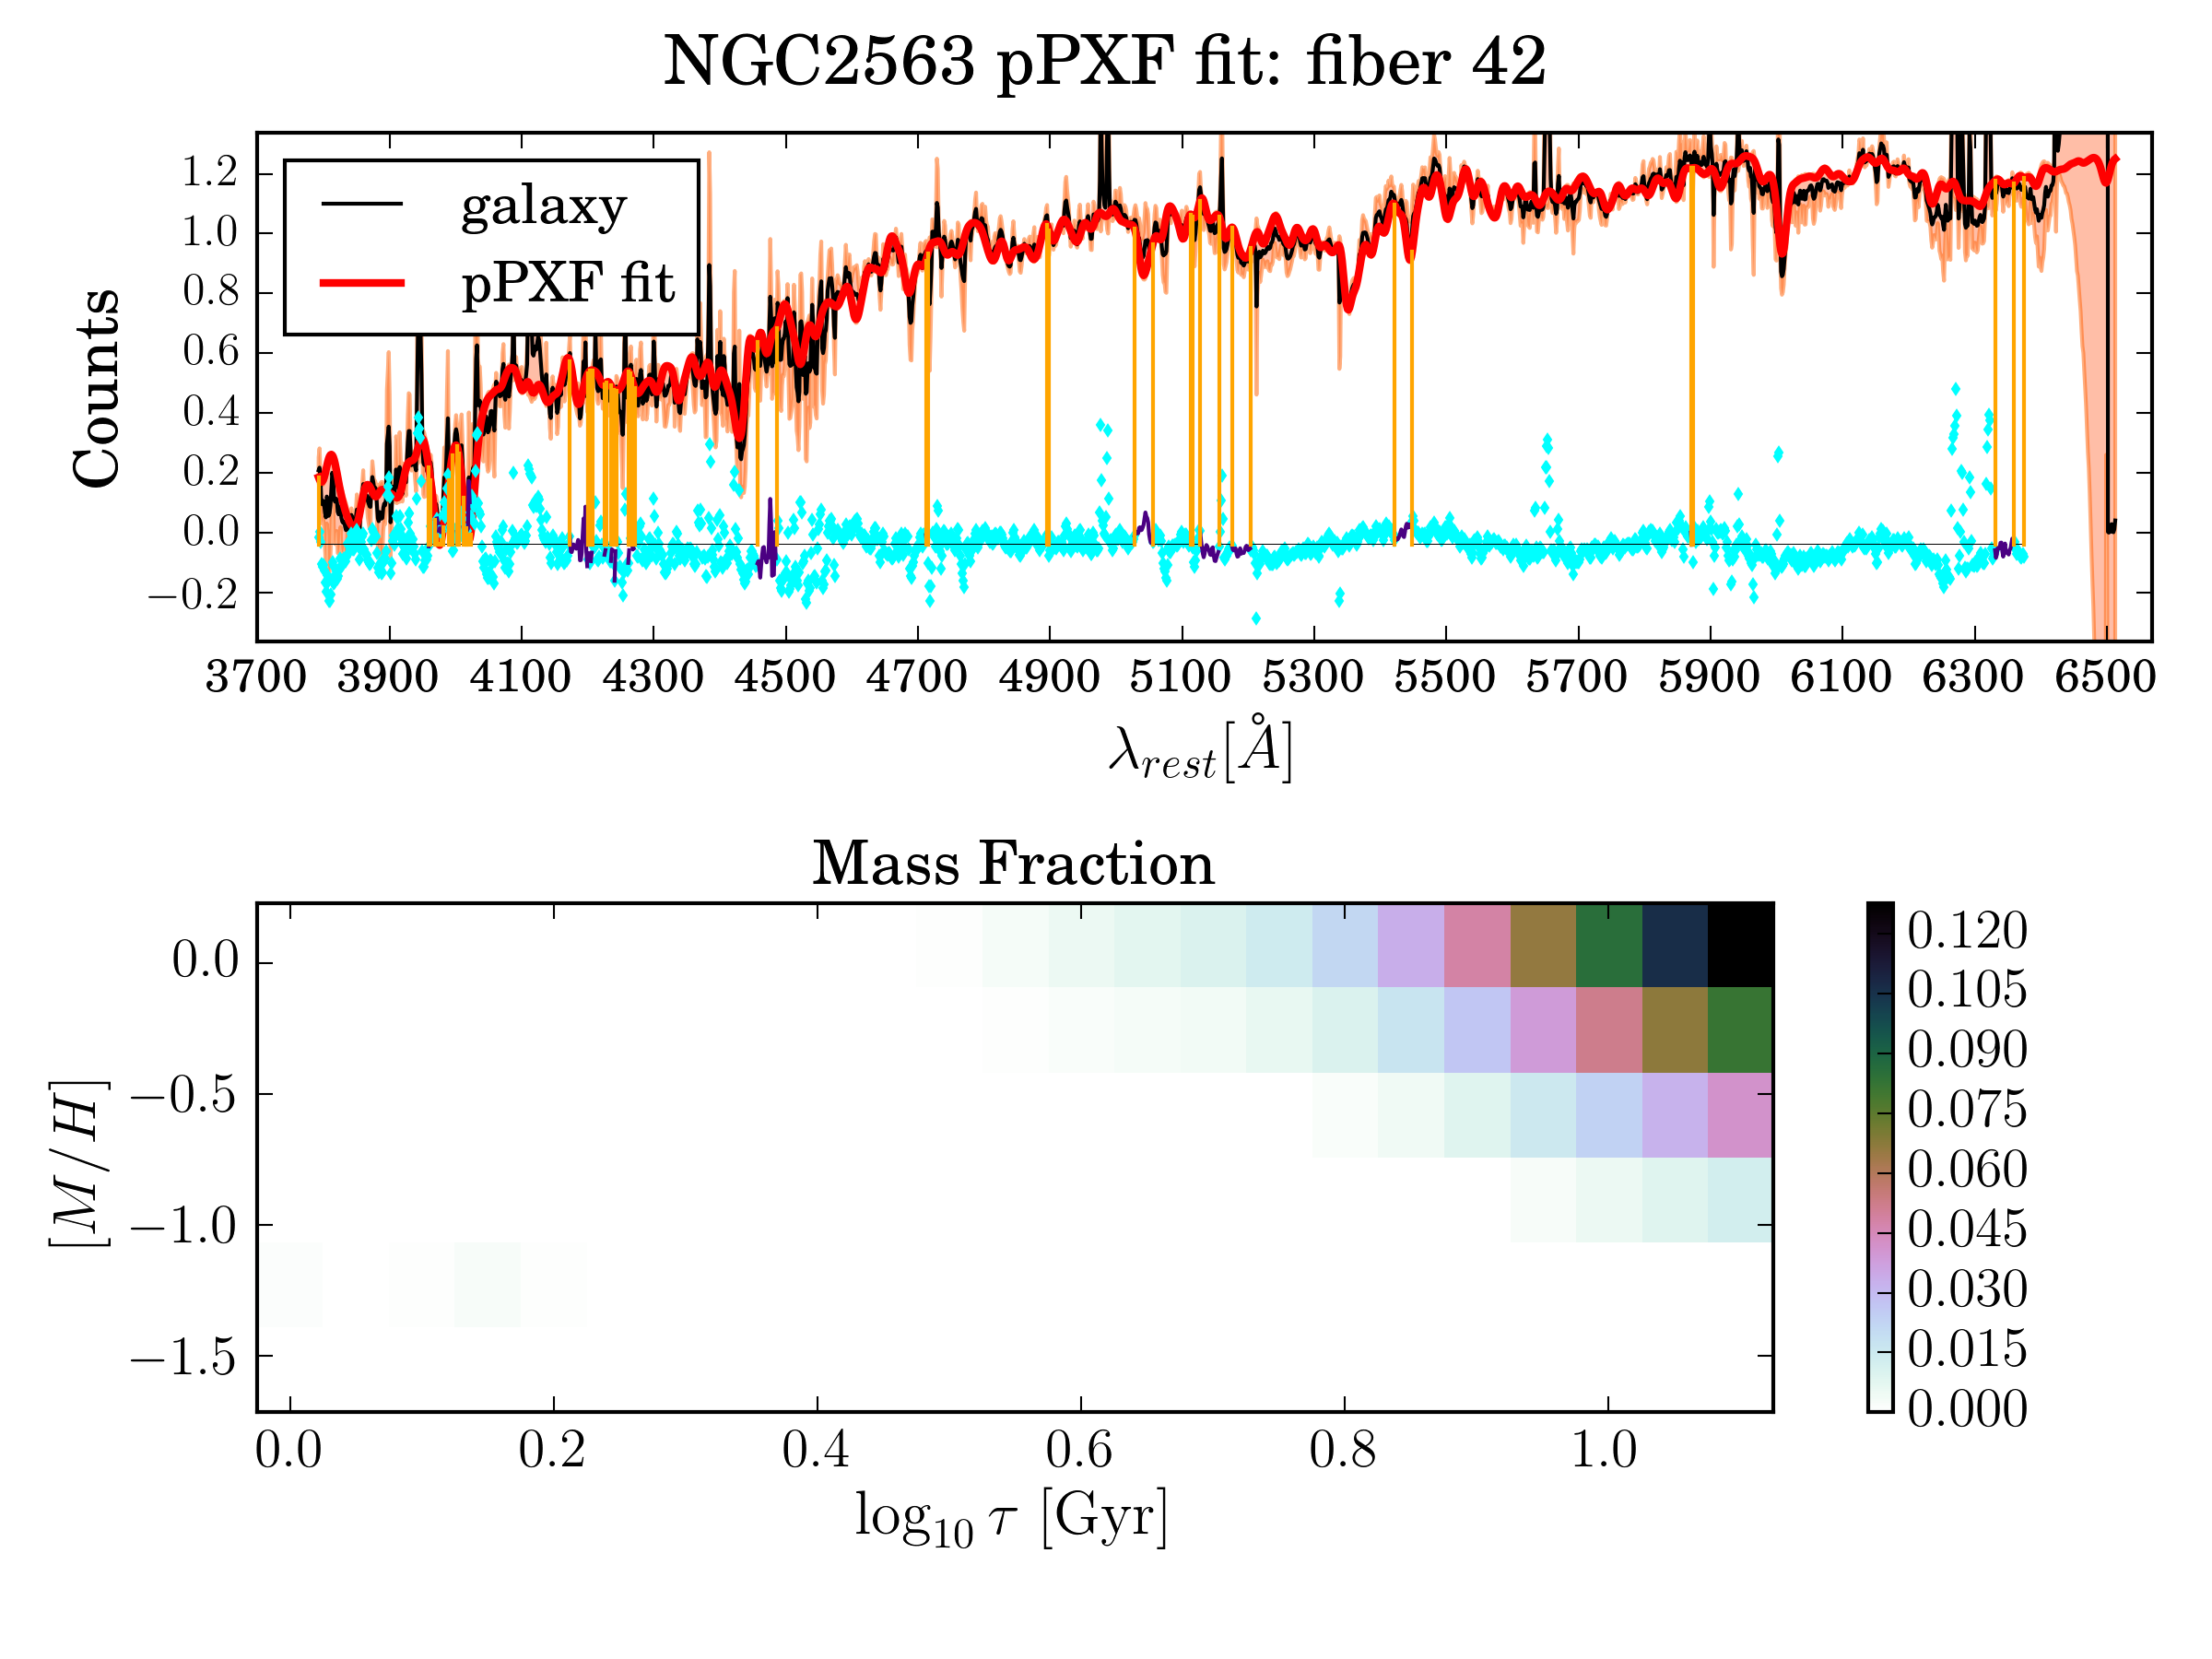 NGC2563 pPXF fit: fiber 42
galaxy
pPXF fit
Counts
1.2
1.0
0.8
0.6
0.4
0.2
0.0
−0.2
3700 3900 4100 4300 4500 4700 4900 5100 5300 5500 5700 5900 6100 6300 6500
λ_{rest}[Å]
Mass Fraction
[M/H]
0.0
−0.5
−1.0
−1.5
0.0 0.2 0.4 0.6 0.8 1.0
log₁₀ τ [Gyr]
0.120
0.105
0.090
0.075
0.060
0.045
0.030
0.015
0.000